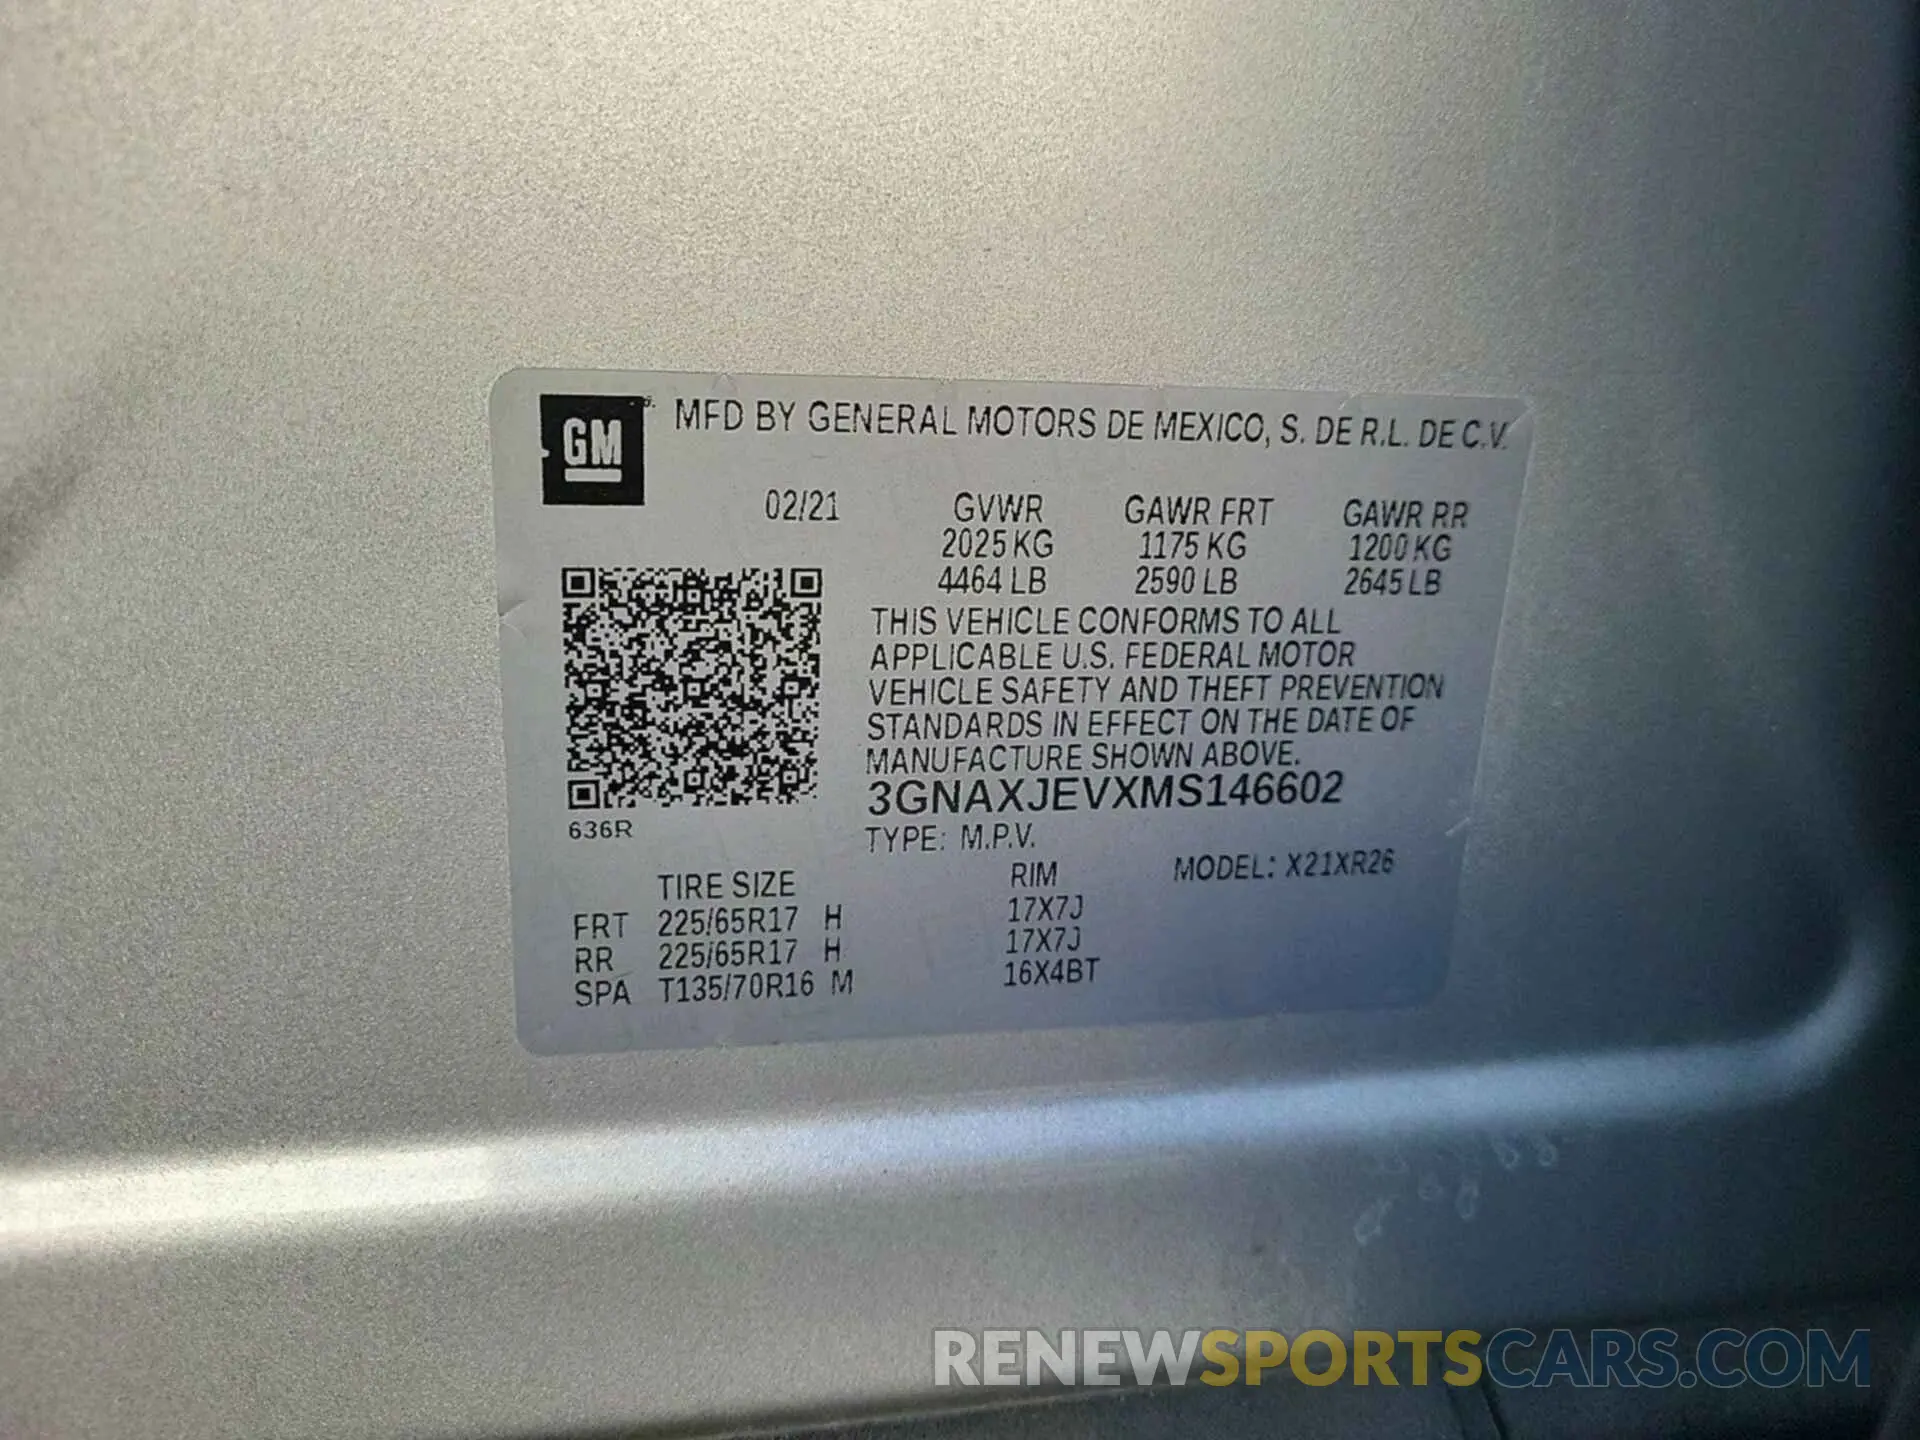 GM
MFD BY GENERAL MOTORS DE MEXICO, S. DE R.L. DE C.V.
02/21 GVWR GAWR FRT GAWR RR
2025 KG 1175 KG 1200 KG
4464 LB 2590 LB 2645 LB
THIS VEHICLE CONFORMS TO ALL
APPLICABLE U.S. FEDERAL MOTOR
VEHICLE SAFETY AND THEFT PREVENTION
STANDARDS IN EFFECT ON THE DATE OF
MANUFACTURE SHOWN ABOVE.
3GNAXJEVXMS146602
636R
TYPE: M.P.V.
MODEL: X21XR26
TIRE SIZE RIM
FRT 225/65R17 H 17X7J
RR 225/65R17 H 17X7J
SPA T135/70R16 M 16X4BT
RENEWSPORTSCARS.COM